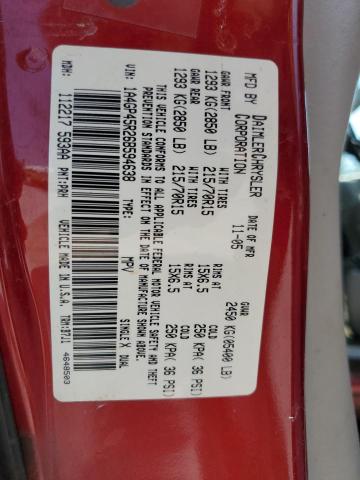 MFD BY DAIMLERCHRYSLER CORPORATION
DATE OF MFR 11-05
GVWR 2450 KG(05400 LB)
GAWR FRONT 1293 KG(2850 LB) WITH TIRES 215/70R15 RIMS AT 15X6.5 COLD 250 KPA( 36 PSI)
GAWR REAR 1293 KG(2850 LB) WITH TIRES 215/70R15 RIMS AT 15X6.5 COLD 250 KPA( 36 PSI)
THIS VEHICLE CONFORMS TO ALL APPLICABLE FEDERAL MOTOR VEHICLE SAFETY AND THEFT
PREVENTION STANDARDS IN EFFECT ON THE DATE OF MANUFACTURE SHOWN ABOVE.
1A4GP45R26B594638 TYPE: MPV SINGLE X DUAL
112217 5933AA PNT:PRH VEHICLE MADE IN U.S.A. TRM:
4648503